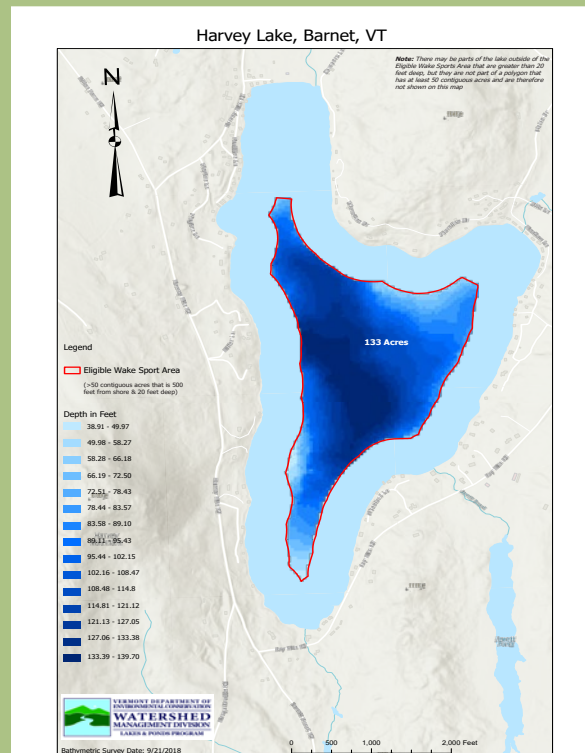 Harvey Lake, Barnet, VT
Note: There may be parts of the lake outside of the
Eligible Wake Sports Area that are greater than 20
feet deep, but they are not part of a polygon that
has at least 50 contiguous acres and are therefore
not shown on this map
N
133 Acres
Legend
Eligible Wake Sport Area
(>50 contiguous acres that is 500
feet from shore & 20 feet deep)
Depth in Feet
38.91 - 49.97
49.98 - 58.27
58.28 - 66.18
66.19 - 72.50
72.51 - 78.43
78.44 - 83.57
83.58 - 89.10
89.11 - 95.43
95.44 - 102.15
102.16 - 108.47
108.48 - 114.8
114.81 - 121.12
121.13 - 127.05
127.06 - 133.38
133.39 - 139.70
VERMONT DEPARTMENT OF
ENVIRONMENTAL CONSERVATION
WATERSHED
MANAGEMENT DIVISION
LAKES & PONDS PROGRAM
Bathymetric Survey Date: 9/21/2018
0 500 1,000 2,000 Feet